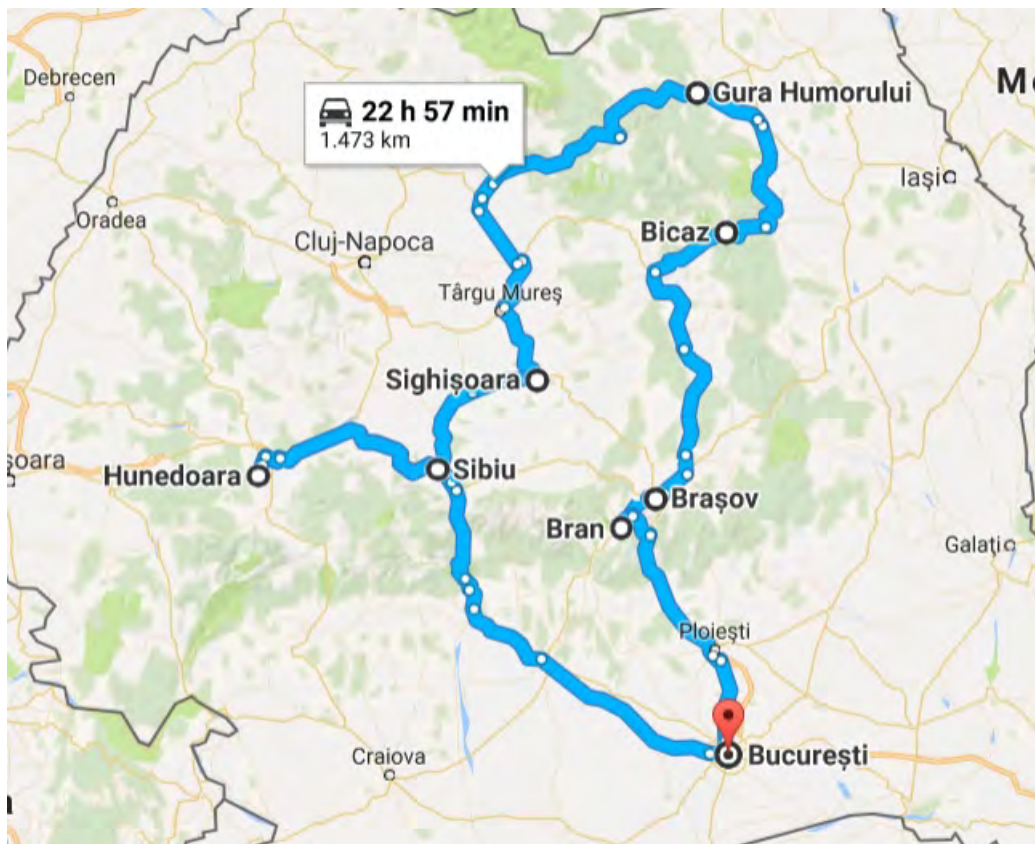 Debrecen
M
22 h 57 min
1.473 km
Gura Humorului
Iași
Oradea
Cluj-Napoca
Bicaz
Târgu Mureș
Sighișoara
șoara
Hunedoara
Sibiu
Brașov
Bran
Galați
Ploiești
București
Craiova